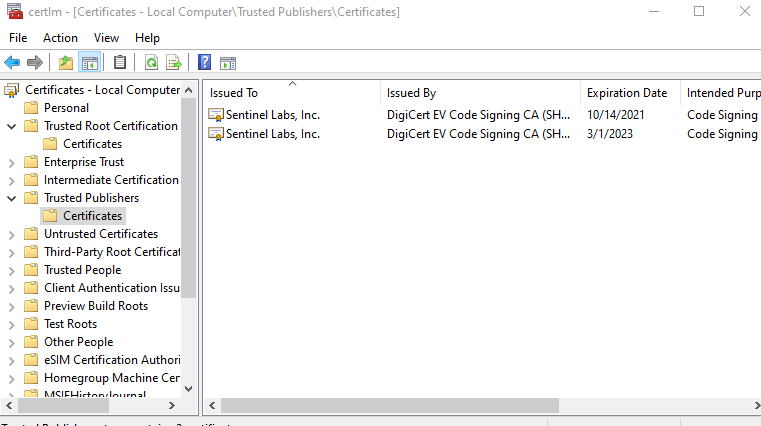 certlm - [Certificates - Local Computer\Trusted Publishers\Certificates]
File Action View Help
Certificates - Local Computer
Personal
Trusted Root Certification
Certificates
Enterprise Trust
Intermediate Certification
Trusted Publishers
Certificates
Untrusted Certificates
Third-Party Root Certificat
Trusted People
Client Authentication Issu
Preview Build Roots
Test Roots
Other People
eSIM Certification Authori
Homegroup Machine Cer
MSIEHistoryJournal
Issued To Issued By Expiration Date Intended Purp
Sentinel Labs, Inc. DigiCert EV Code Signing CA (SH... 10/14/2021 Code Signing
Sentinel Labs, Inc. DigiCert EV Code Signing CA (SH... 3/1/2023 Code Signing